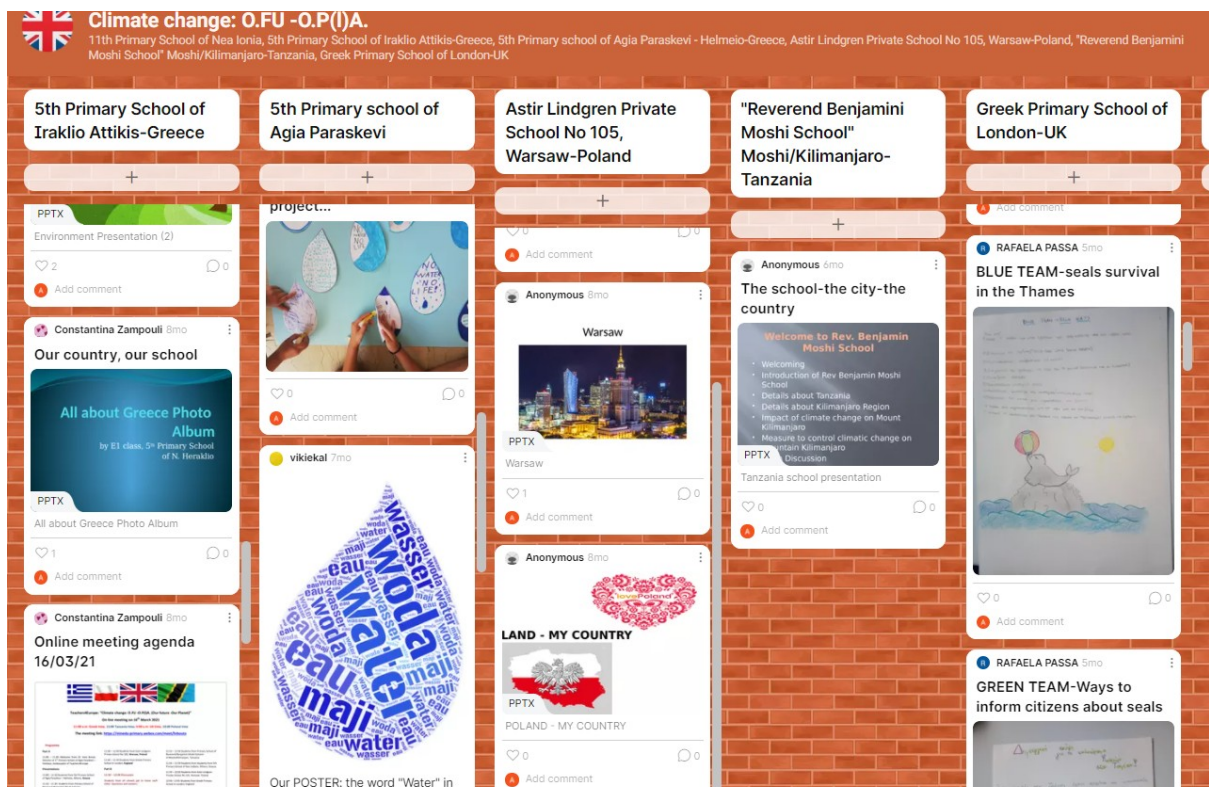 Climate change: O.FU -O.P(I)A.
11th Primary School of Nea Ionia, 5th Primary School of Iraklio Attikis-Greece, 5th Primary school of Agia Paraskevi - Helmeio-Greece, Astir Lindgren Private School No 105, Warsaw-Poland, "Reverend Benjamini
Moshi School" Moshi/Kilimanjaro-Tanzania, Greek Primary School of London-UK
5th Primary School of
Iraklio Attikis-Greece
+
PPTX
Environment Presentation (2)
2
0
A
Add comment
Constantina Zampouli 8mo
Our country, our school
All about Greece Photo
Album
by E1 class, 5th Primary School
of N. Heraklio
PPTX
All about Greece Photo Album
1
0
A
Add comment
Constantina Zampouli 8mo
Online meeting agenda
16/03/21
5th Primary school of
Agia Paraskevi
+
project...
NO
WATER
NO
LIFE!
0
0
A
Add comment
vikiekal 7mo
wasser
woda
water
eau
maji
Our POSTER: the word "Water" in
Astir Lindgren Private
School No 105,
Warsaw-Poland
+
0
0
A
Add comment
Anonymous 8mo
Warsaw
PPTX
Warsaw
1
0
A
Add comment
Anonymous 8mo
lovePoland
LAND - MY COUNTRY
PPTX
POLAND - MY COUNTRY
0
0
A
Add comment
"Reverend Benjamini
Moshi School"
Moshi/Kilimanjaro-
Tanzania
+
Anonymous 6mo
The school-the city-the
country
Welcome to Rev. Benjamin
Moshi School
• Welcoming
• Introduction of Rev Benjamin Moshi
School
• Details about Tanzania
• Details about Kilimanjaro Region
• Impact of climate change on Mount
Kilimanjaro
• Measure to control climatic change on
ountain Kilimanjaro
Discussion
PPTX
Tanzania school presentation
0
0
A
Add comment
Greek Primary School of
London-UK
+
A
Add comment
R
RAFAELA PASSA 5mo
BLUE TEAM-seals survival
in the Thames
0
0
A
Add comment
R
RAFAELA PASSA 5mo
GREEN TEAM-Ways to
inform citizens about seals